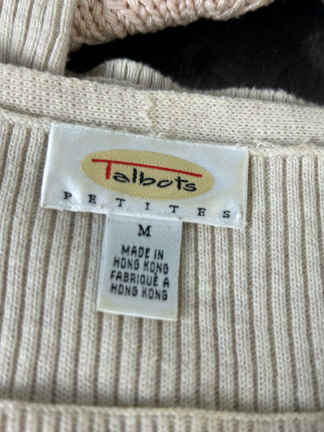 Talbots
PETITES
M
MADE IN
HONG KONG
FABRIQUÉ A
HONG KONG